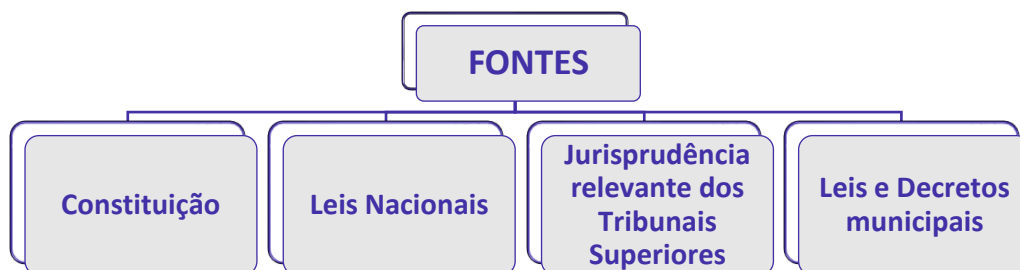 FONTES
Constituição
Leis Nacionais
Jurisprudência
relevante dos
Tribunais
Superiores
Leis e Decretos
municipais